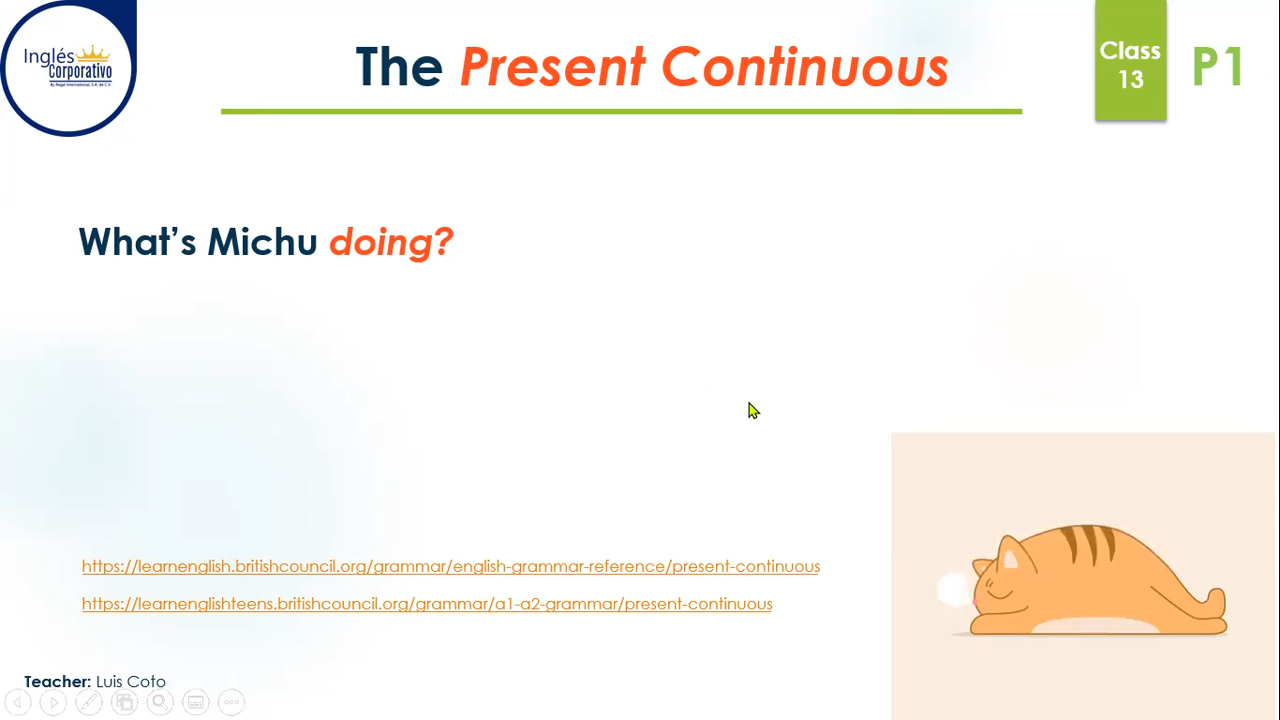 Inglés
Corporativo
By Regal International, S.A. de C.V.
The Present Continuous
Class
13
P1
What's Michu doing?
https://learnenglish.britishcouncil.org/grammar/english-grammar-reference/present-continuous
https://learnenglishteens.britishcouncil.org/grammar/a1-a2-grammar/present-continuous
Teacher: Luis Coto